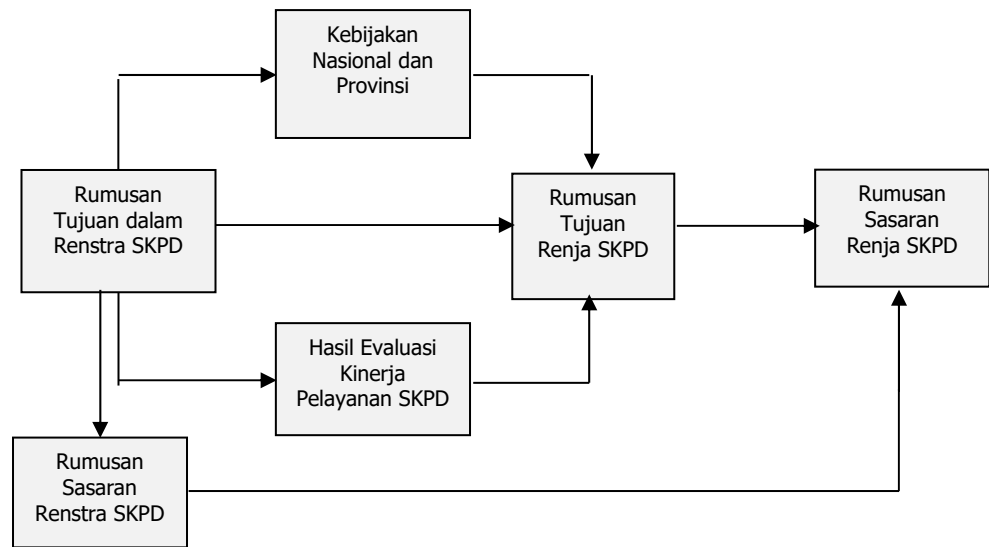 Kebijakan
Nasional dan
Provinsi
Rumusan
Tujuan dalam
Renstra SKPD
Rumusan
Tujuan
Renja SKPD
Rumusan
Sasaran
Renja SKPD
Hasil Evaluasi
Kinerja
Pelayanan SKPD
Rumusan
Sasaran
Renstra SKPD